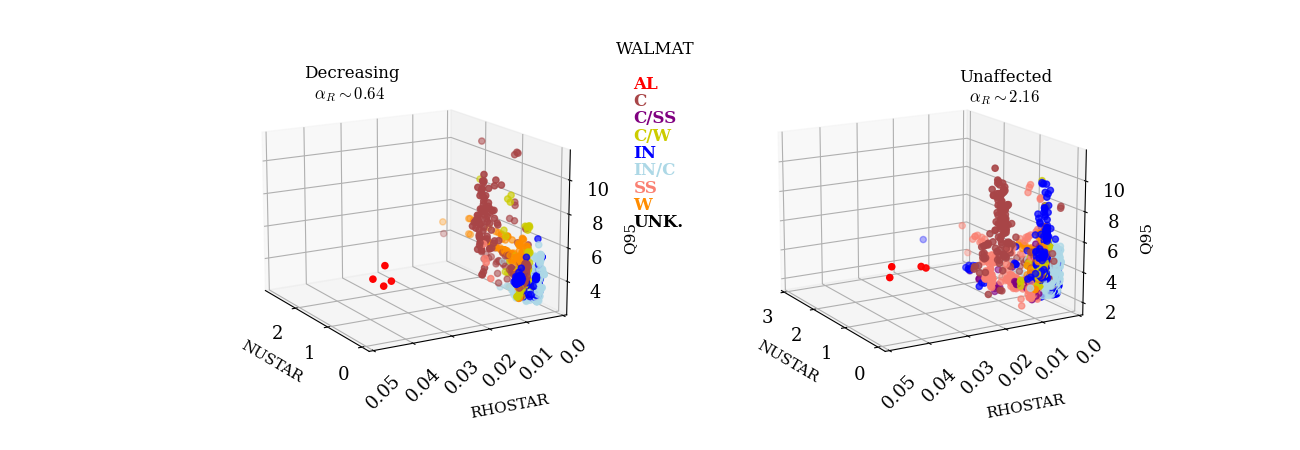 WALMAT
Decreasing
α_R ∼ 0.64
Unaffected
α_R ∼ 2.16
AL
C
C/SS
C/W
IN
IN/C
SS
W
UNK.
10
8
6
4
Q95
2
1
0
NUSTAR
0.05
0.04
0.03
0.02
0.01
0.0
RHOSTAR
10
8
6
4
2
Q95
3
2
1
0
NUSTAR
0.05
0.04
0.03
0.02
0.01
0.0
RHOSTAR